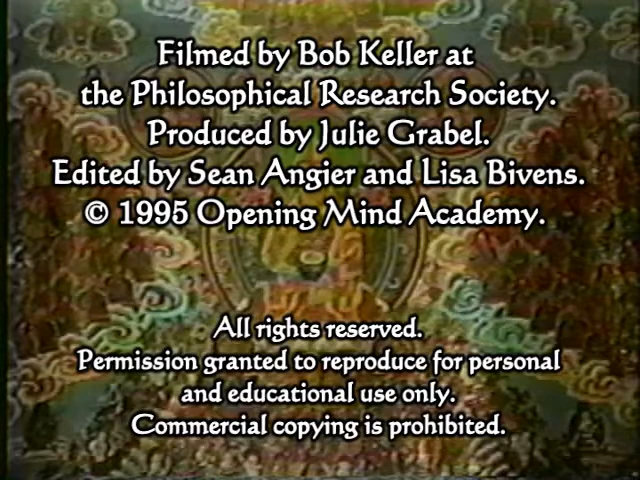 Filmed by Bob Keller at
the Philosophical Research Society.
Produced by Julie Grabel.
Edited by Sean Angier and Lisa Bivens.
© 1995 Opening Mind Academy.
All rights reserved.
Permission granted to reproduce for personal
and educational use only.
Commercial copying is prohibited.